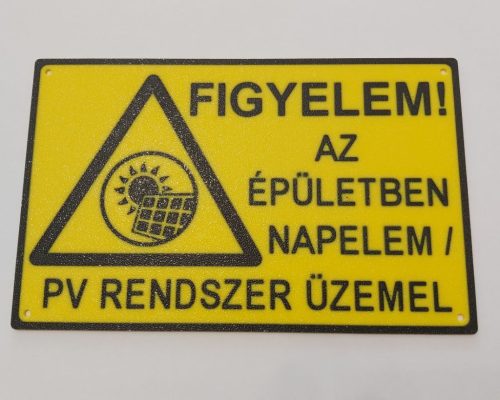 FIGYELEM!
AZ
ÉPÜLETBEN
NAPELEM /
PV RENDSZER ÜZEMEL